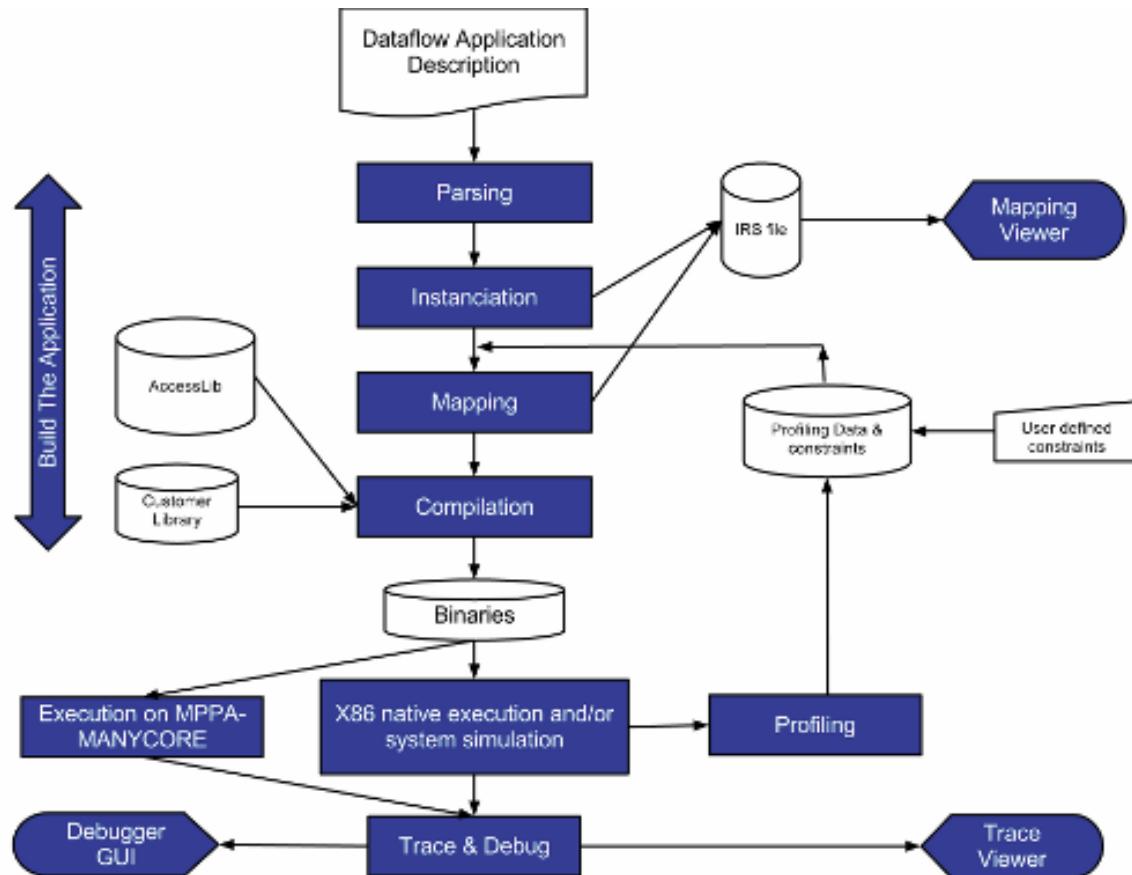 Dataflow Application
Description
Parsing
IRS file
Mapping
Viewer
Instanciation
Build The Application
AccessLib
Mapping
Profiling Data &
constraints
User defined
constraints
Customer
Library
Compilation
Binaries
Execution on MPPA-
MANYCORE
X86 native execution and/or
system simulation
Profiling
Debugger
GUI
Trace & Debug
Trace
Viewer